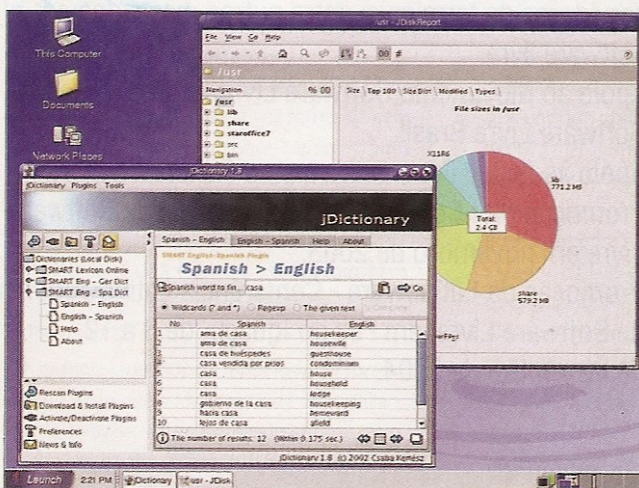 This Computer
Documents
Network Places
/usr - JDiskReport
File View Go Help
/usr
Navigation % 00
/usr
lib
share
staroffice7
src
bin
Size Top 100 Size Dist Modified Types
File sizes in /usr
X11R6
lib
771.2 MB
Total:
2.4 GB
share
579.2 MB
jDictionary 1.8
jDictionary Plugins Tools
jDictionary
Dictionaries (Local Disk)
SMART Lexicon Online
SMART Eng - Ger Dict
SMART Eng - Spa Dict
Spanish - English
English - Spanish
Help
About
Rescan Plugins
Download & Install Plugins
Activate/Deactivate Plugins
Preferences
News & Info
Spanish - English English - Spanish Help About
SMART English-Spanish Plugin
Spanish > English
Spanish word to fin... casa Go
Wildcards (? and *) Regexp The given text
No. Spanish English
1 ama de casa housekeeper
2 ama de casa housewife
3 casa de huéspedes guesthouse
4 casa vendida por pisos condominium
5 casa house
6 casa household
7 casa lodge
8 gobierno de la casa housekeeping
9 hacia casa homeward
10 lejos de casa afield
The number of results: 12 (Within 0.175 sec.)
jDictionary 1.8 (c) 2002 Csaba Kertész
Launch 2:21 PM jDictionary /usr - JDisk